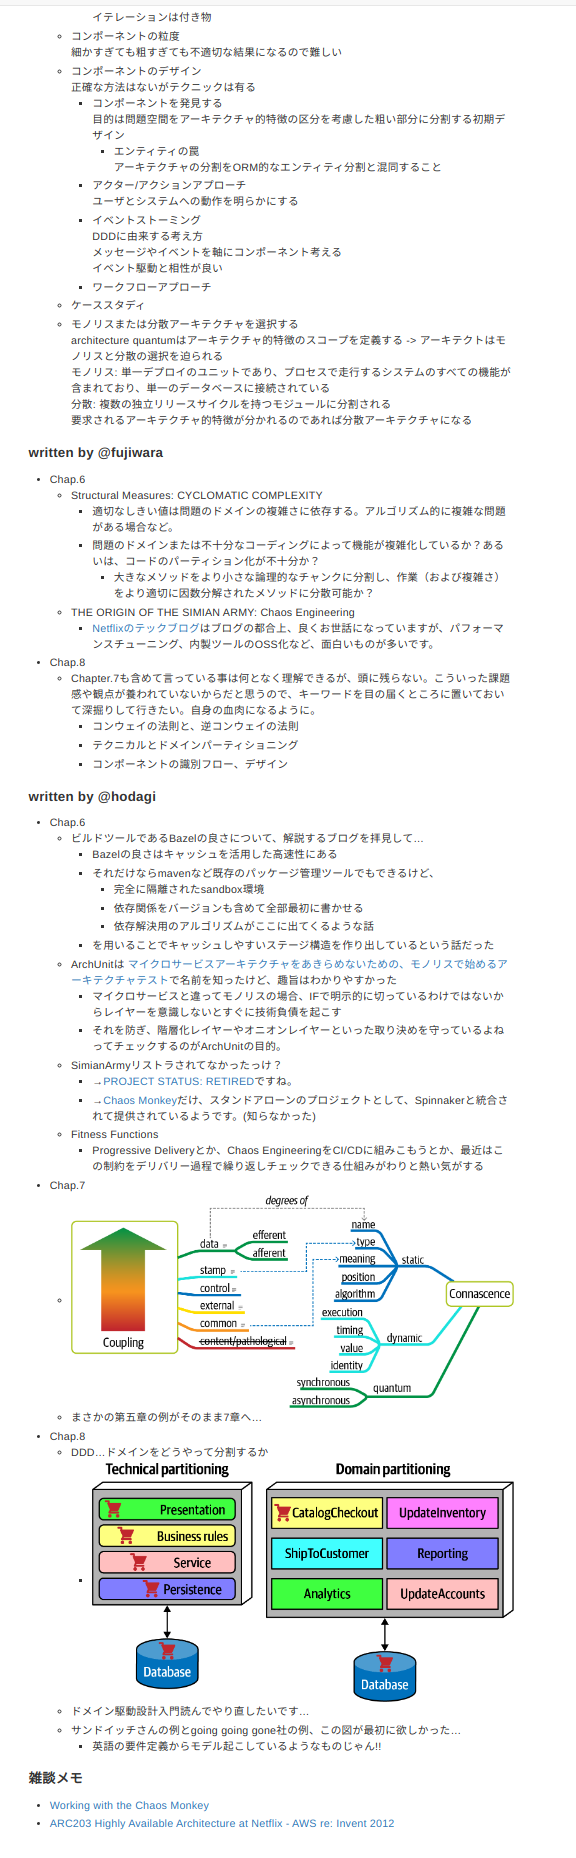 イテレーションは付き物
コンポーネントの粒度
細かすぎても粗すぎても不適切な結果になるので難しい
コンポーネントのデザイン
正確な方法はないがテクニックは有る
コンポーネントを発見する
目的は問題空間をアーキテクチャ的特徴の区分を考慮した粗い部分に分割する初期デ
ザイン
エンティティの罠
アーキテクチャの分割をORM的なエンティティ分割と混同すること
アクター/アクションアプローチ
ユーザとシステムへの動作を明らかにする
イベントストーミング
DDDに由来する考え方
メッセージやイベントを軸にコンポーネント考える
イベント駆動と相性が良い
ワークフローアプローチ
ケーススタディ
モノリスまたは分散アーキテクチャを選択する
architecture quantumはアーキテクチャ的特徴のスコープを定義する -> アーキテクトはモ
ノリスと分散の選択を迫られる
モノリス: 単一デプロイのユニットであり、プロセスで走行するシステムのすべての機能が
含まれており、単一のデータベースに接続されている
分散: 複数の独立リリースサイクルを持つモジュールに分割される
要求されるアーキテクチャ的特徴が分かれるのであれば分散アーキテクチャになる
written by @fujiwara
Chap.6
Structural Measures: CYCLOMATIC COMPLEXITY
適切なしきい値は問題のドメインの複雑さに依存する。アルゴリズム的に複雑な問題
がある場合など。
問題のドメインまたは不十分なコーディングによって機能が複雑化しているか？ある
いは、コードのパーティション化が不十分か？
大きなメソッドをより小さな論理的なチャンクに分割し、作業（および複雑さ）
をより適切に因数分解されたメソッドに分散可能か？
THE ORIGIN OF THE SIMIAN ARMY: Chaos Engineering
Netflixのテックブログはブログの都合上、良くお世話になっていますが、パフォーマ
ンスチューニング、内製ツールのOSS化など、面白いものが多いです。
Chap.8
Chapter.7も含めて言っている事は何となく理解できるが、頭に残らない。こういった課題
感や観点が養われていないからだと思うので、キーワードを目の届くところに置いておい
て深掘りして行きたい。自身の血肉になるように。
コンウェイの法則と、逆コンウェイの法則
テクニカルとドメインパーティショニング
コンポーネントの識別フロー、デザイン
written by @hodagi
Chap.6
ビルドツールであるBazelの良さについて、解説するブログを拝見して...
Bazelの良さはキャッシュを活用した高速性にある
それだけならmavenなど既存のパッケージ管理ツールでもできるけど、
完全に隔離されたsandbox環境
依存関係をバージョンも含めて全部最初に書かせる
依存解決用のアルゴリズムがここに出てくるような話
を用いることでキャッシュしやすいステージ構造を作り出しているという話だった
ArchUnitは マイクロサービスアーキテクチャをあきらめないための、モノリスで始めるア
ーキテクチャテストで名前を知ったけど、趣旨はわかりやすかった
マイクロサービスと違ってモノリスの場合、IFで明示的に切っているわけではないか
らレイヤーを意識しないとすぐに技術負債を起こす
それを防ぎ、階層化レイヤーやオニオンレイヤーといった取り決めを守っているよね
ってチェックするのがArchUnitの目的。
SimianArmyリストラされてなかったっけ？
→PROJECT STATUS: RETIREDですね。
→Chaos Monkeyだけ、スタンドアローンのプロジェクトとして、Spinnakerと統合さ
れて提供されているようです。(知らなかった)
Fitness Functions
Progressive Deliveryとか、Chaos EngineeringをCI/CDに組みこもうとか、最近はこ
の制約をデリバリー過程で繰り返しチェックできる仕組みがわりと熱い気がする
Chap.7
degrees of
data
efferent
afferent
stamp
control
external
common
content/pathological
Coupling
name
type
meaning
position
algorithm
static
Connascence
execution
timing
value
identity
dynamic
synchronous
asynchronous
quantum
まさかの第五章の例がそのまま7章へ...
Chap.8
DDD...ドメインをどうやって分割するか
Technical partitioning
Presentation
Business rules
Service
Persistence
Database
Domain partitioning
CatalogCheckout
UpdateInventory
ShipToCustomer
Reporting
Analytics
UpdateAccounts
Database
ドメイン駆動設計入門読んでやり直したいです...
サンドイッチさんの例とgoing going gone社の例、この図が最初に欲しかった...
英語の要件定義からモデル起こしているようなものじゃん!!
雑談メモ
Working with the Chaos Monkey
ARC203 Highly Available Architecture at Netflix - AWS re: Invent 2012